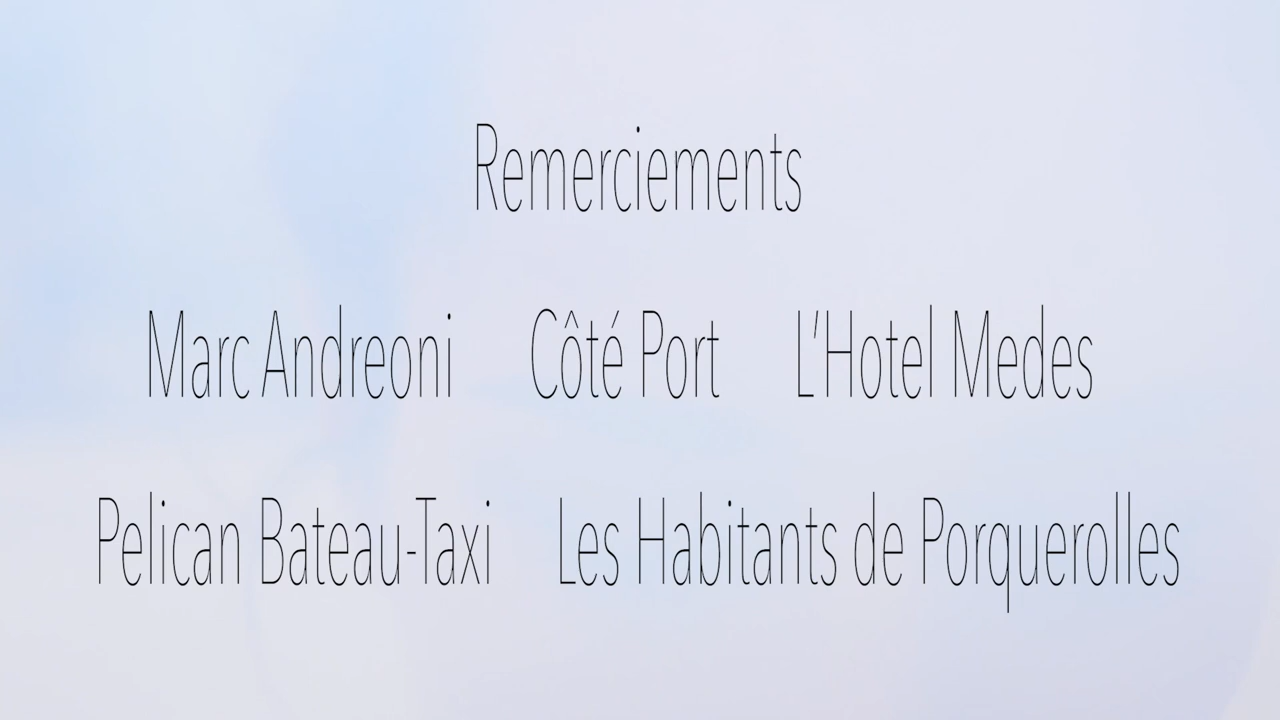 Remerciements
Marc Andreoni Côté Port L'Hotel Medes
Pelican Bateau-Taxi Les Habitants de Porquerolles